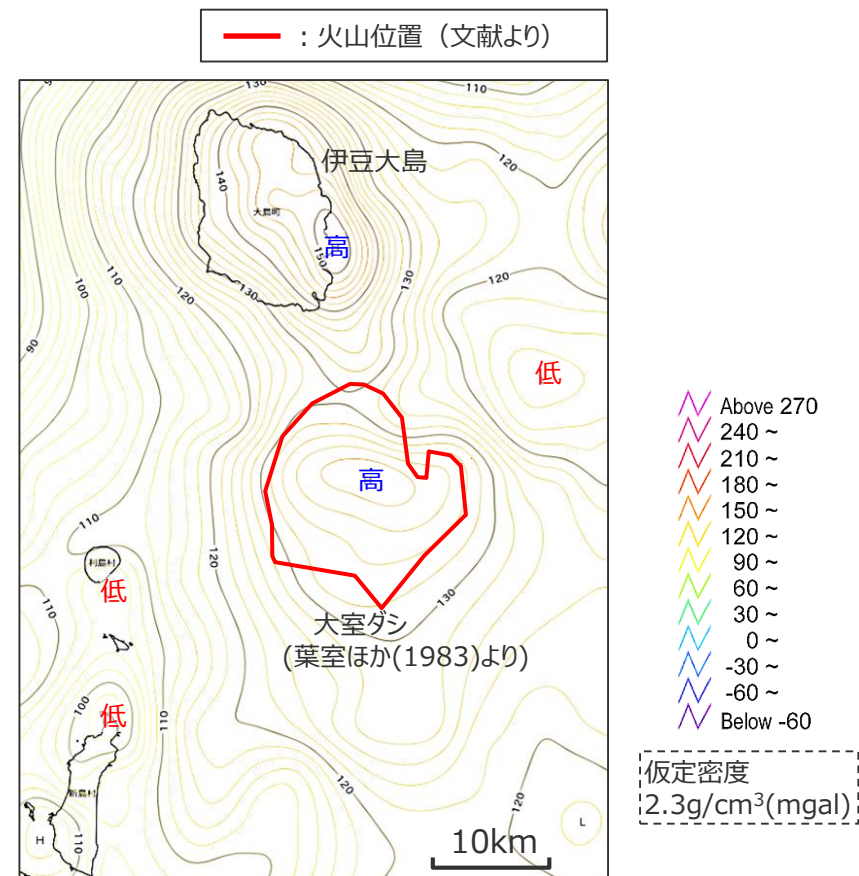 ：火山位置（文献より）
130
110
120
伊豆大島
140
大島町
高
150
110
100
120
130
130
120
90
低
高
110
120
利島村
低
110
130
大室ダシ
(葉室ほか(1983)より)
100
低
110
120
120
新島村
H
110
L
10km
Above 270
240 ~
210 ~
180 ~
150 ~
120 ~
90 ~
60 ~
30 ~
0 ~
-30 ~
-60 ~
Below -60
仮定密度
2.3g/cm³(mgal)